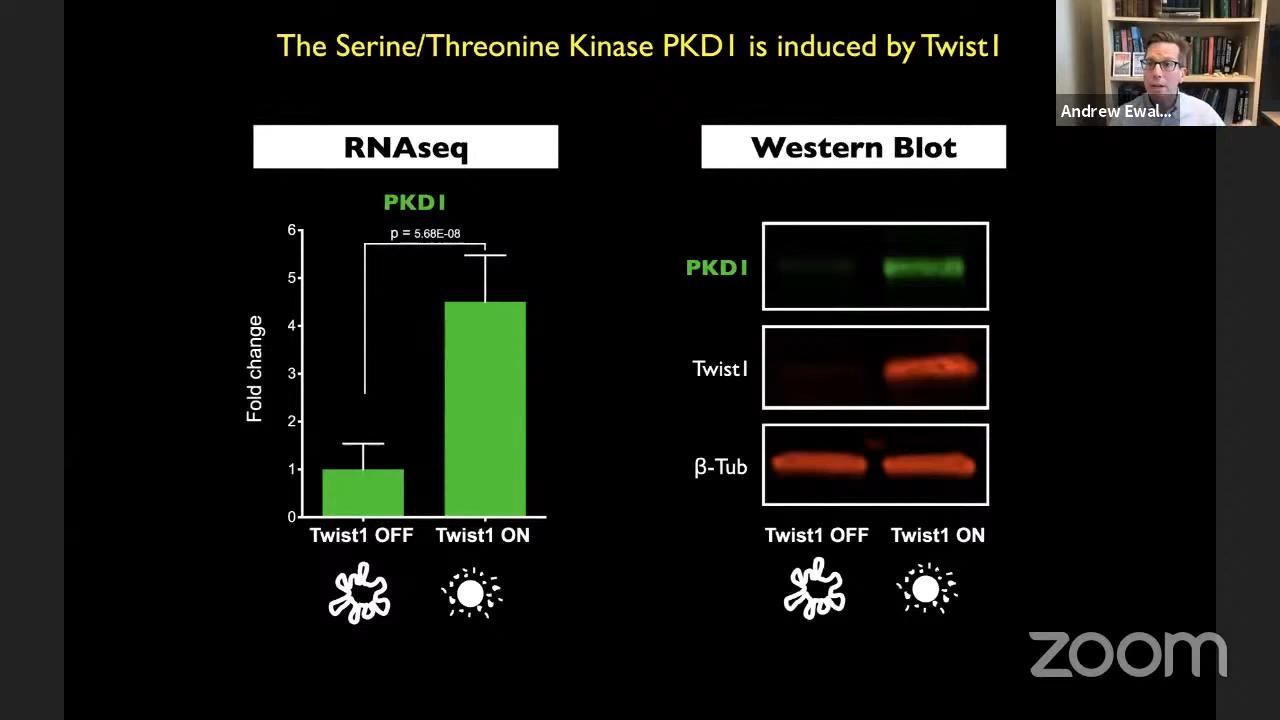 The Serine/Threonine Kinase PKD1 is induced by Twist1
Andrew Ewal...
RNAseq
Western Blot
PKD1
p = 5.68E-08
6
5
4
3
2
1
0
Fold change
Twist1 OFF
Twist1 ON
PKD1
Twist1
β-Tub
Twist1 OFF
Twist1 ON
zoom